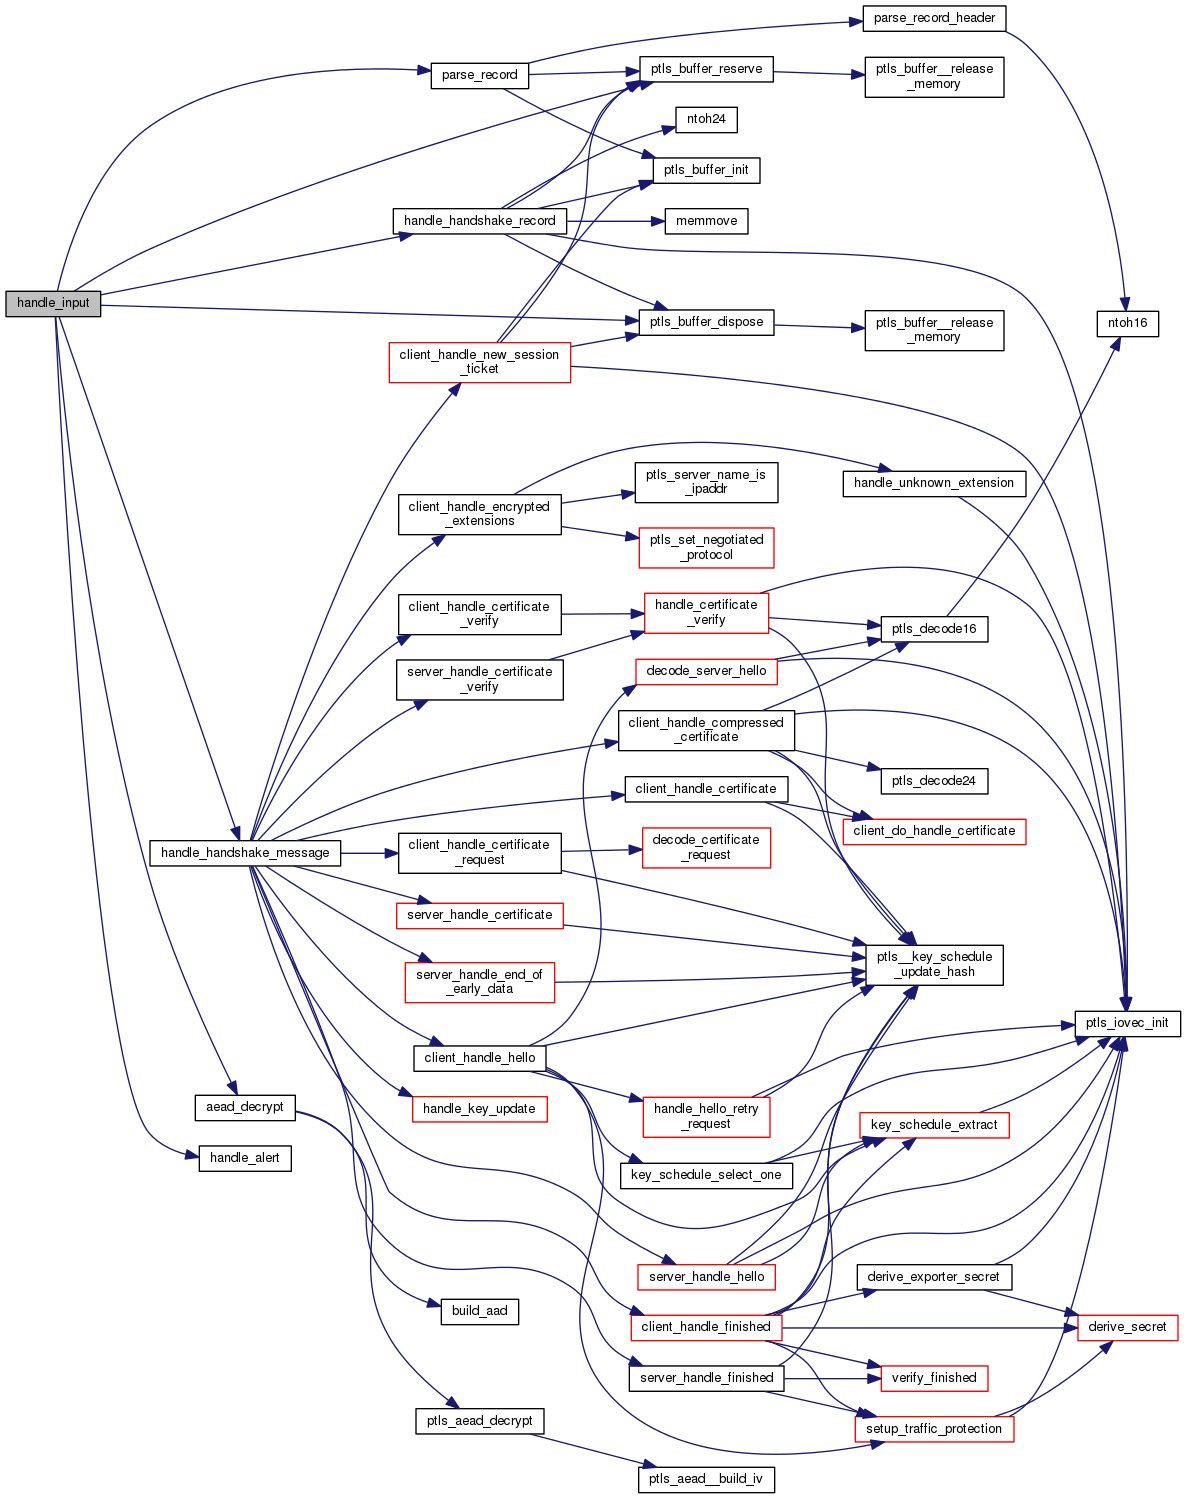 parse_record_header
parse_record
ptls_buffer_reserve
ptls_buffer__release
_memory
ntoh24
ptls_buffer_init
handle_handshake_record
memmove
handle_input
ptls_buffer_dispose
ptls_buffer__release
_memory
ntoh16
client_handle_new_session
_ticket
client_handle_encrypted
_extensions
ptls_server_name_is
_ipaddr
handle_unknown_extension
ptls_set_negotiated
_protocol
client_handle_certificate
_verify
handle_certificate
_verify
ptls_decode16
server_handle_certificate
_verify
decode_server_hello
client_handle_compressed
_certificate
ptls_decode24
client_handle_certificate
client_do_handle_certificate
handle_handshake_message
client_handle_certificate
_request
decode_certificate
_request
server_handle_certificate
ptls__key_schedule
_update_hash
server_handle_end_of
_early_data
ptls_iovec_init
client_handle_hello
aead_decrypt
handle_key_update
handle_hello_retry
_request
key_schedule_extract
handle_alert
key_schedule_select_one
server_handle_hello
derive_exporter_secret
build_aad
client_handle_finished
derive_secret
server_handle_finished
verify_finished
ptls_aead_decrypt
setup_traffic_protection
ptls_aead__build_iv